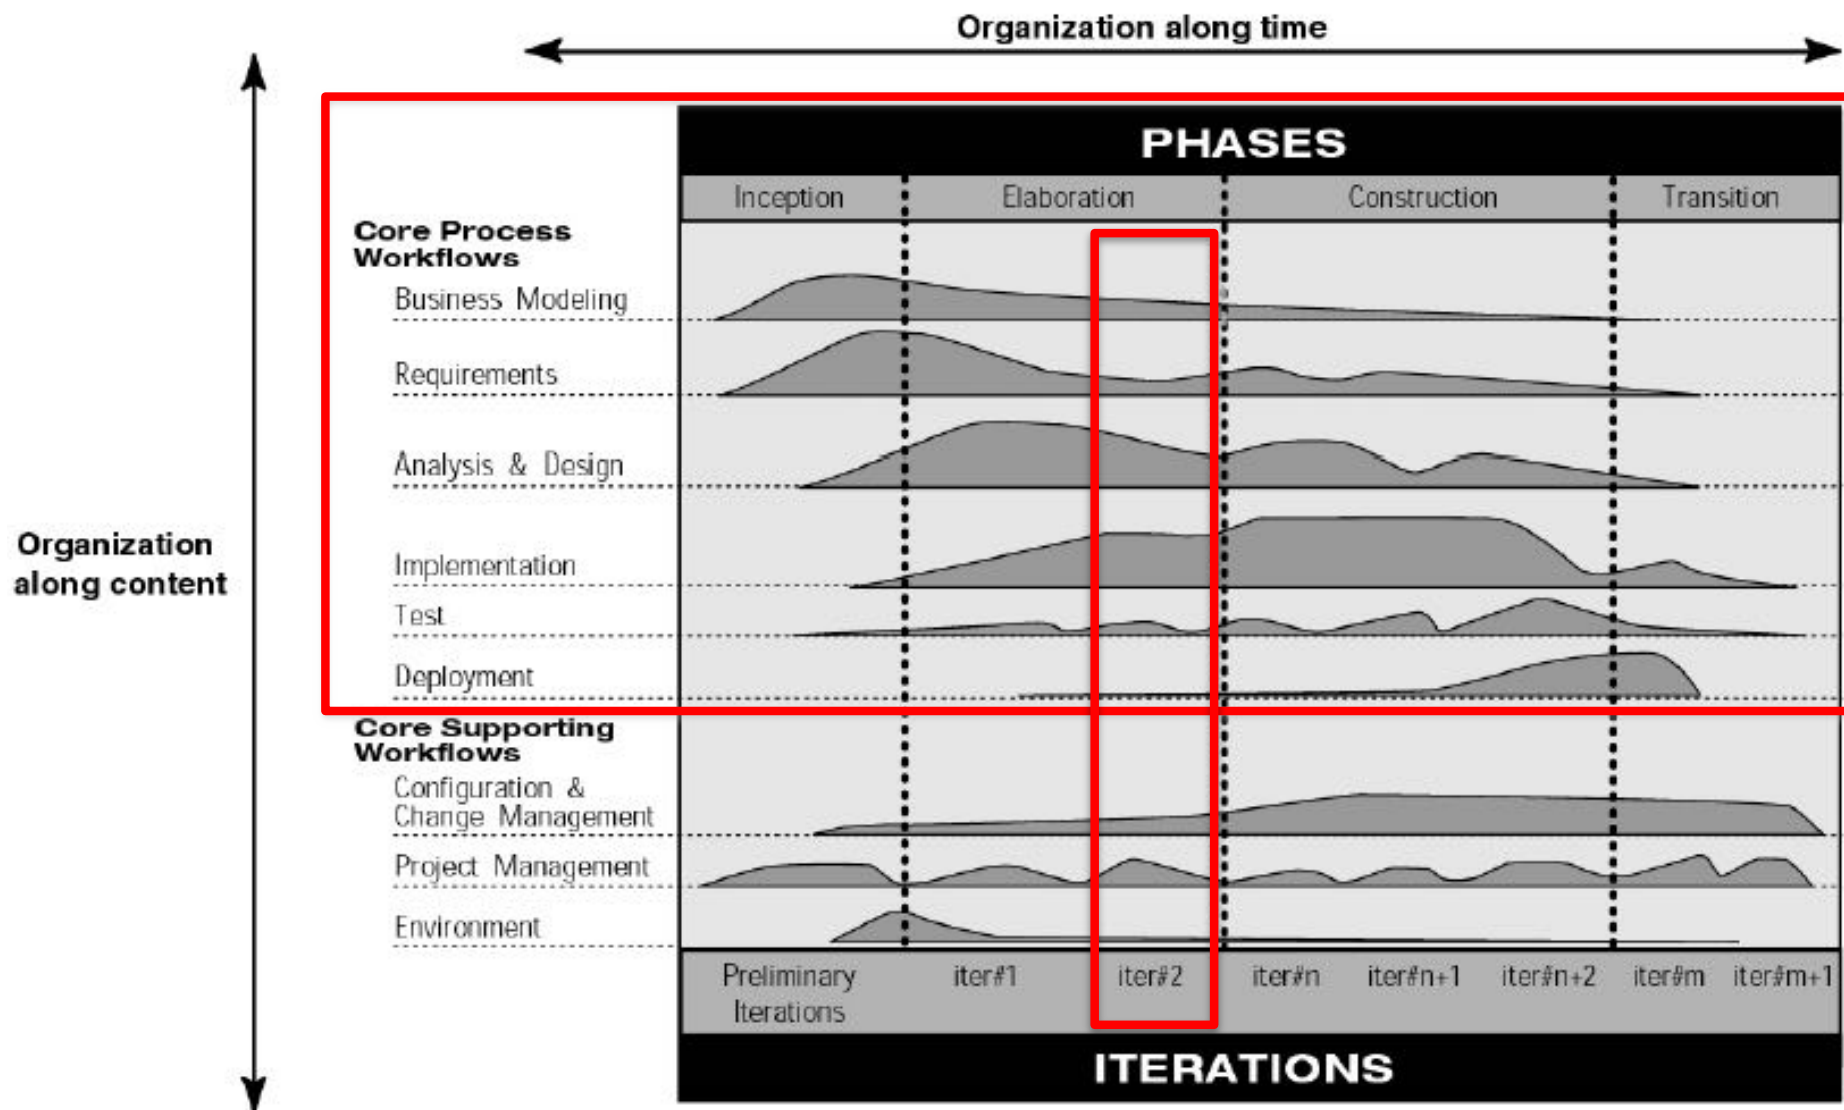 Organization along time
PHASES
Inception Elaboration Construction Transition
Core Process
Workflows
Business Modeling
Requirements
Analysis & Design
Implementation
Test
Deployment
Organization
along content
Core Supporting
Workflows
Configuration &
Change Management
Project Management
Environment
Preliminary
Iterations
iter#1 iter#2 iter#n iter#n+1 iter#n+2 iter#m iter#m+1
ITERATIONS